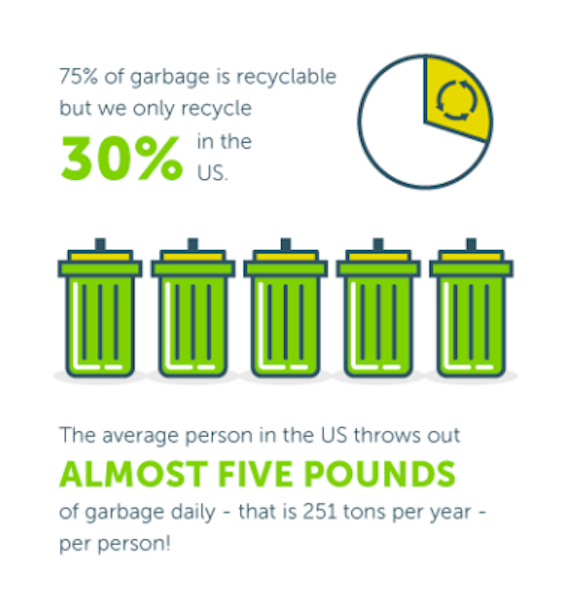 75% of garbage is recyclable
but we only recycle
30% in the
US.
The average person in the US throws out
ALMOST FIVE POUNDS
of garbage daily - that is 251 tons per year -
per person!